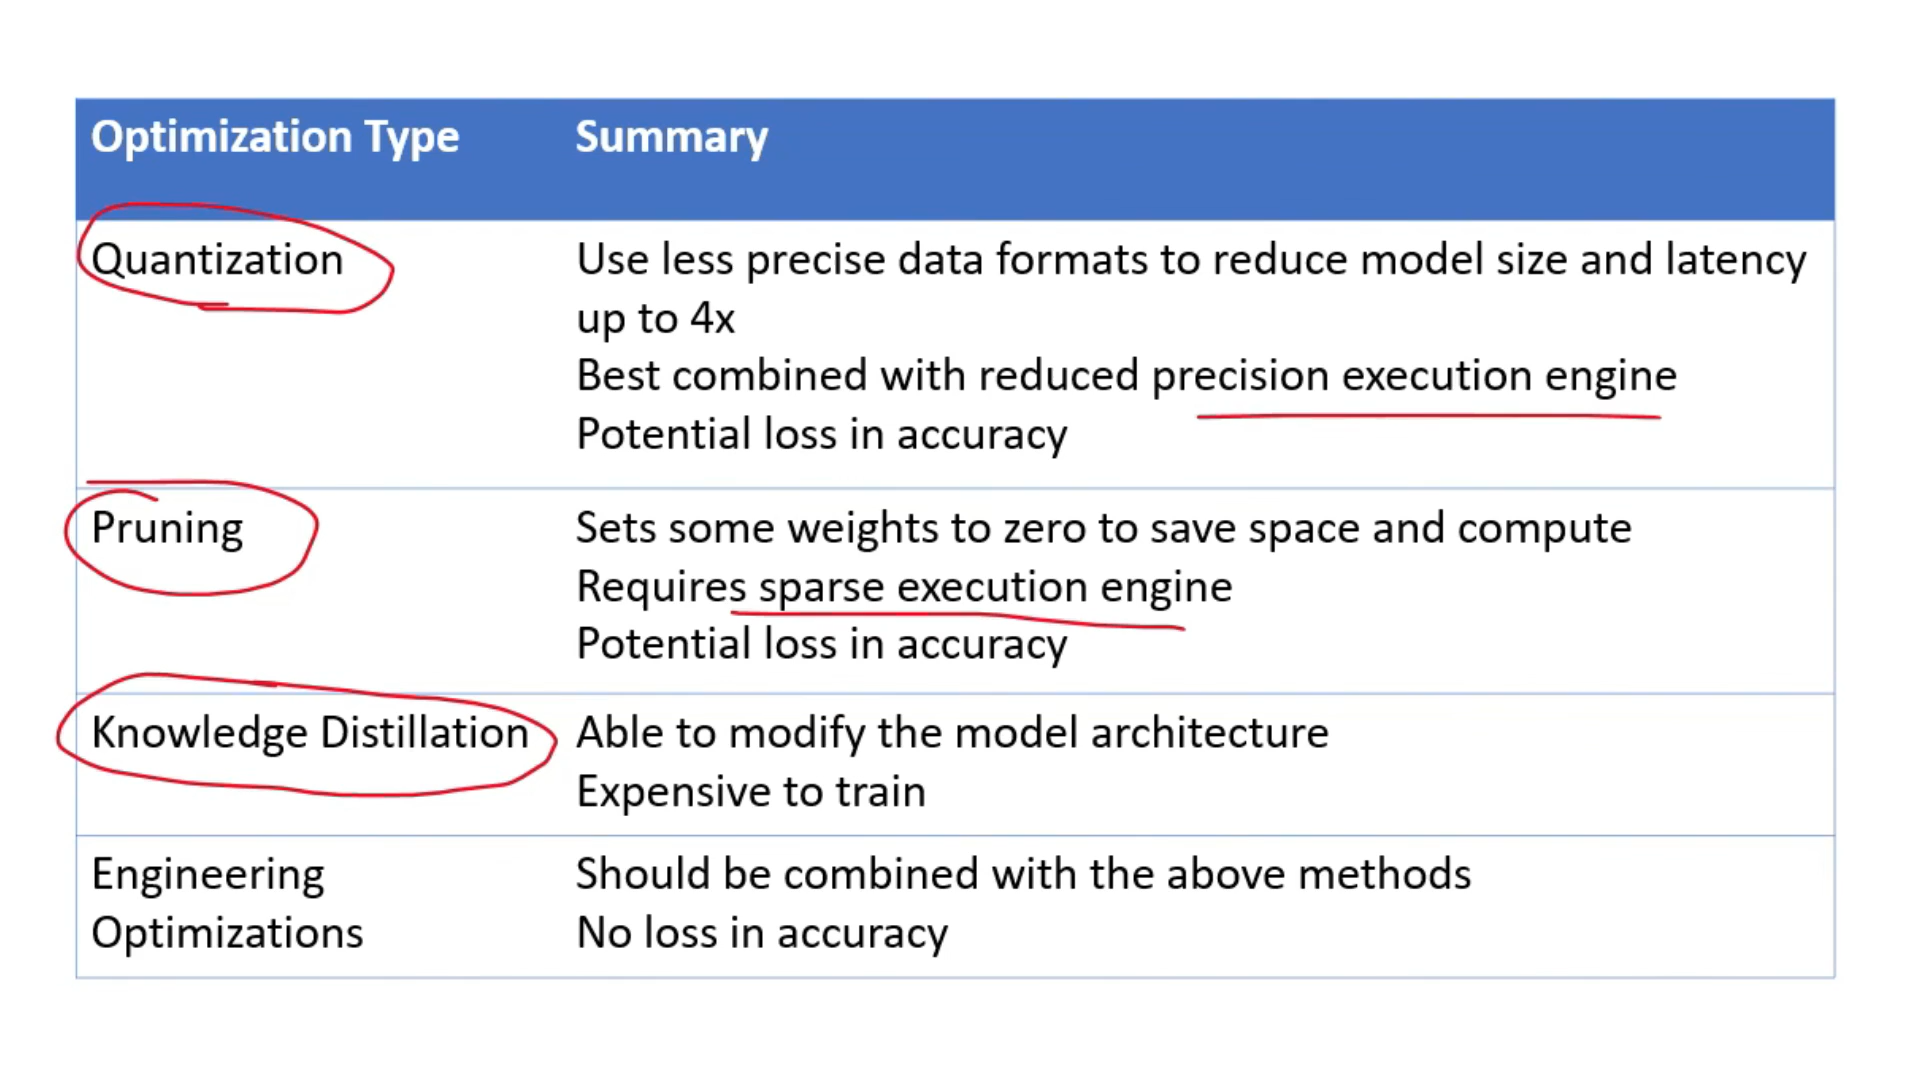 Optimization Type
Summary
Quantization
Use less precise data formats to reduce model size and latency
up to 4x
Best combined with reduced precision execution engine
Potential loss in accuracy
Pruning
Sets some weights to zero to save space and compute
Requires sparse execution engine
Potential loss in accuracy
Knowledge Distillation
Able to modify the model architecture
Expensive to train
Engineering
Optimizations
Should be combined with the above methods
No loss in accuracy